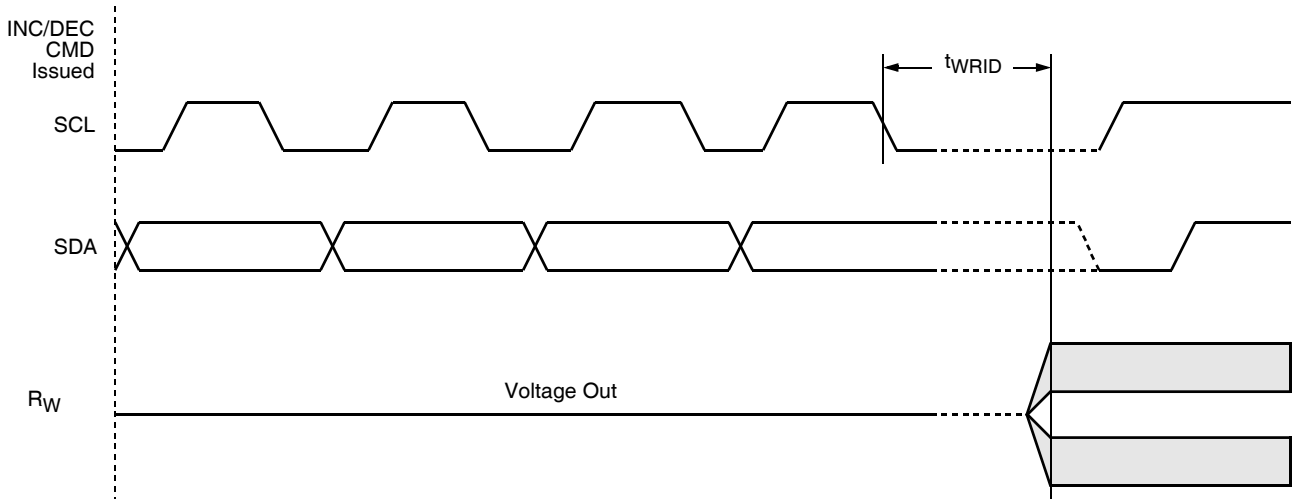 INC/DEC
CMD
Issued
tWRID
SCL
SDA
Voltage Out
RW